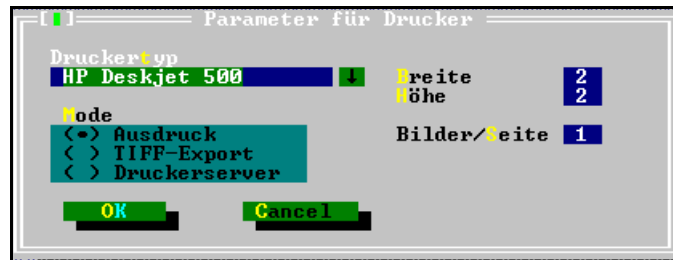 [▮] Parameter für Drucker
Druckertyp
HP Deskjet 500 ↓
Breite 2
Höhe 2
Mode
(•) Ausdruck
( ) TIFF-Export
( ) Druckerserver
Bilder/Seite 1
OK Cancel